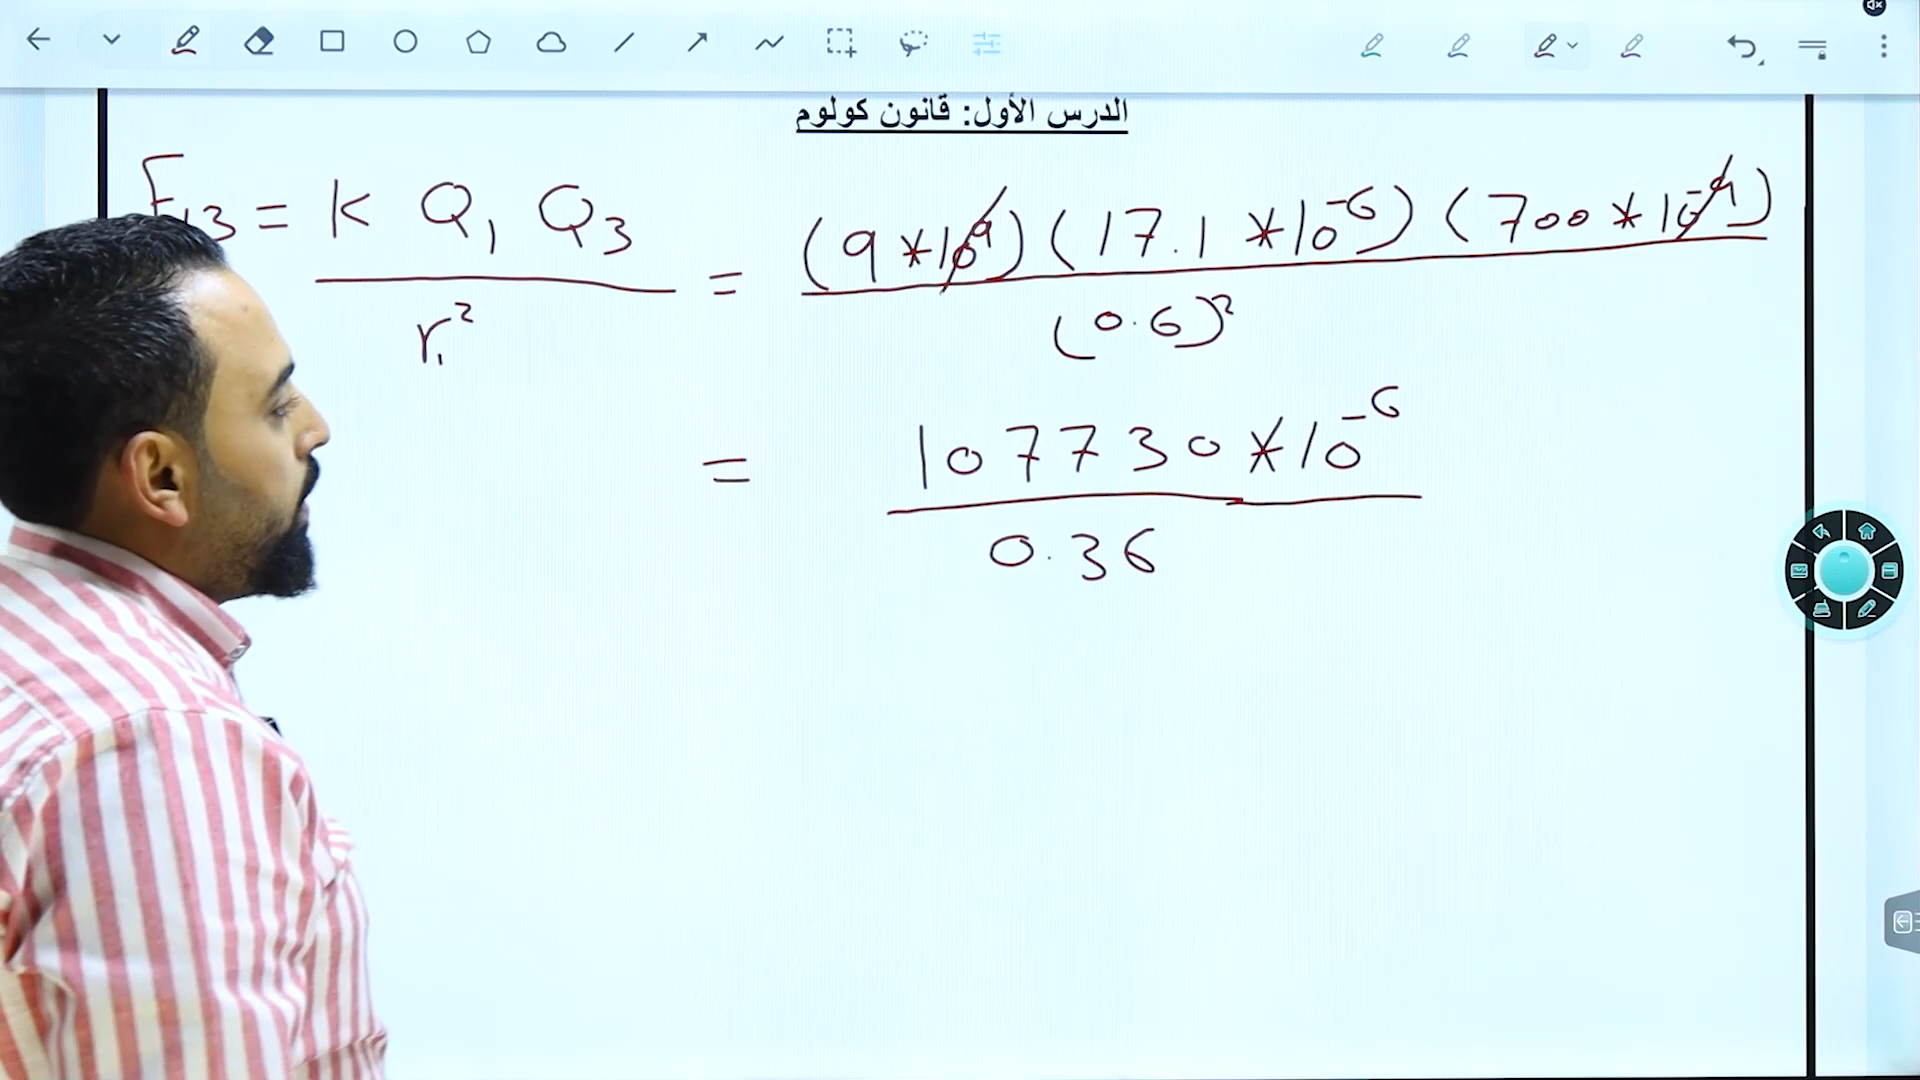 الدرس الأول: قانون كولوم
F13 = K Q1 Q3 / r1² = (9 *10⁹) (17.1 *10⁻⁶) (700 *10⁻⁹) / (0.6)²
= 107730 *10⁻⁶ / 0.36